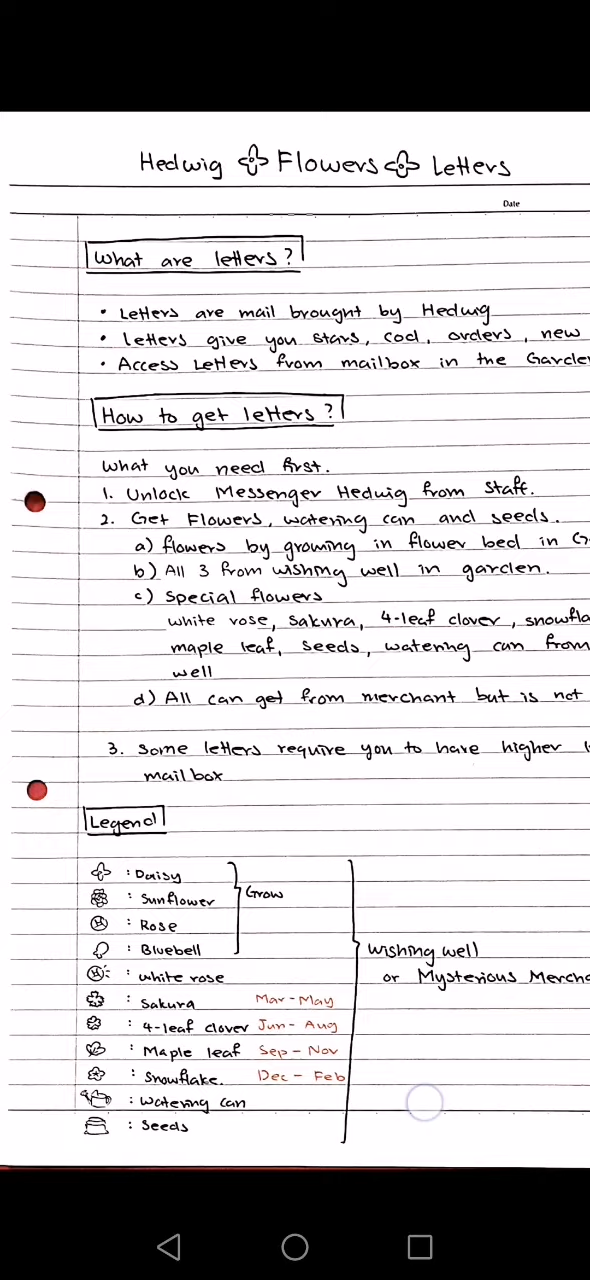 Hedwig Flowers Letters
Date
What are letters?
• Letters are mail brought by Hedwig
• letters give you stars, cod, orders, new
• Access Letters from mailbox in the Garde
How to get letters?
What you need first.
1. Unlock Messenger Hedwig from staff.
2. Get Flowers, watering can and seeds.
a) flowers by growing in flower bed in G
b) All 3 from wishing well in garden.
c) special flowers
white rose, sakura, 4-leaf clover, snowfla
maple leaf, seeds, watering can from
well
d) All can get from merchant but is not
3. Some letters require you to have higher
mailbox
Legend
: Daisy
: Sunflower
Grow
: Rose
: Bluebell
wishing well
: white rose
or Mysterious Mercha
: Sakura Mar - May
: 4-leaf clover Jun - Aug
: Maple leaf Sep - Nov
: Snowflake. Dec - Feb
: watering can
: Seeds